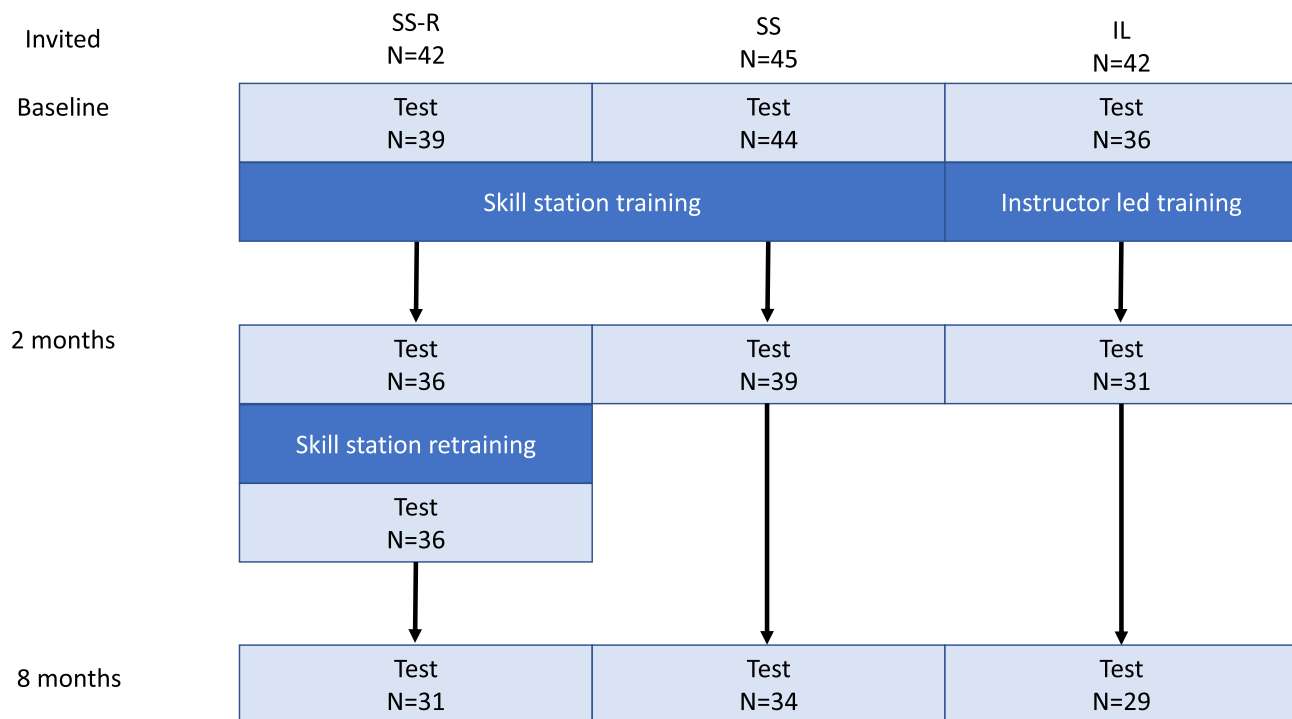 Invited
SS-R
N=42
SS
N=45
IL
N=42
Baseline
Test
N=39
Test
N=44
Test
N=36
Skill station training
Instructor led training
2 months
Test
N=36
Test
N=39
Test
N=31
Skill station retraining
Test
N=36
8 months
Test
N=31
Test
N=34
Test
N=29